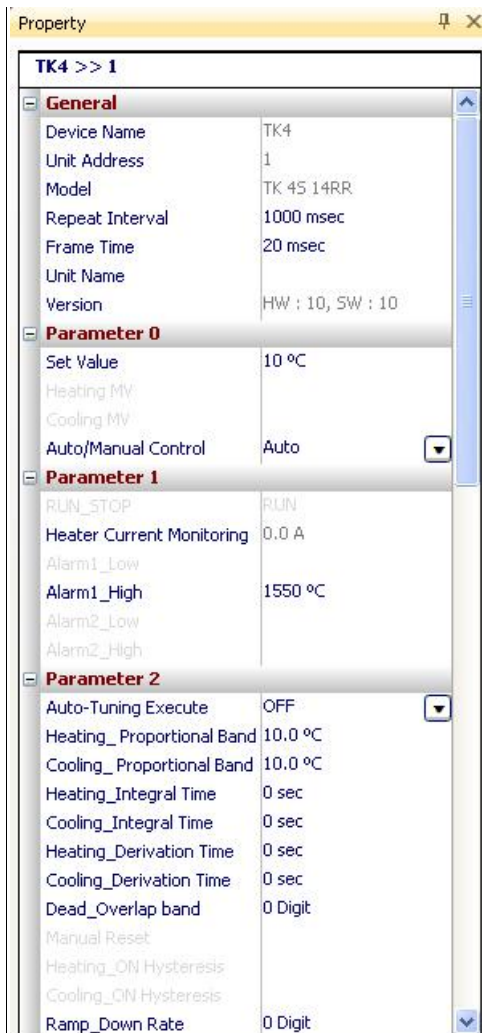 Property
TK4 >> 1
General
Device Name TK4
Unit Address 1
Model TK 4S 14RR
Repeat Interval 1000 msec
Frame Time 20 msec
Unit Name
Version HW : 10, SW : 10
Parameter 0
Set Value 10 ºC
Heating MV
Cooling MV
Auto/Manual Control Auto
Parameter 1
RUN_STOP RUN
Heater Current Monitoring 0.0 A
Alarm1_Low
Alarm1_High 1550 ºC
Alarm2_Low
Alarm2_High
Parameter 2
Auto-Tuning Execute OFF
Heating_ Proportional Band 10.0 ºC
Cooling_ Proportional Band 10.0 ºC
Heating_Integral Time 0 sec
Cooling_Integral Time 0 sec
Heating_Derivation Time 0 sec
Cooling_Derivation Time 0 sec
Dead_Overlap band 0 Digit
Manual Reset
Heating_ON Hysteresis
Cooling_ON Hysteresis
Ramp_Down Rate 0 Digit